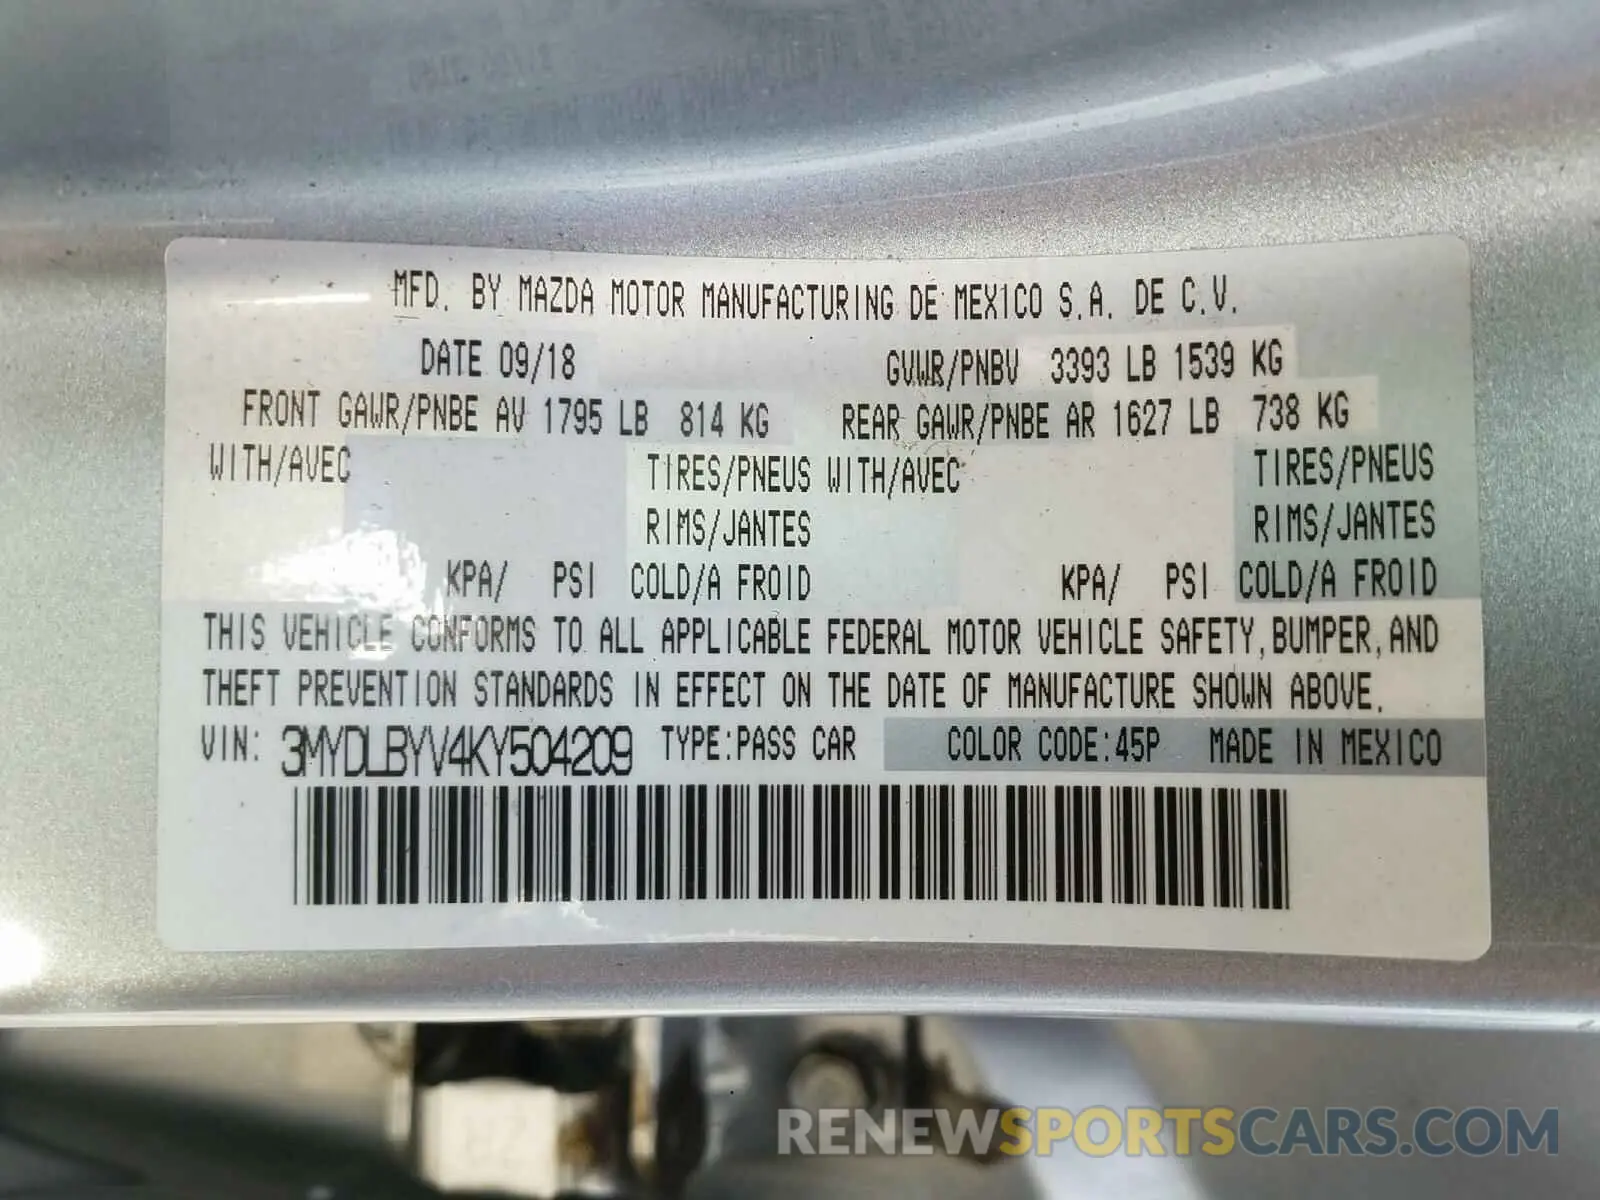 MFD. BY MAZDA MOTOR MANUFACTURING DE MEXICO S.A. DE C.V.
DATE 09/18 GVWR/PNBV 3393 LB 1539 KG
FRONT GAWR/PNBE AV 1795 LB 814 KG REAR GAWR/PNBE AR 1627 LB 738 KG
WITH/AVEC TIRES/PNEUS WITH/AVEC TIRES/PNEUS
RIMS/JANTES RIMS/JANTES
KPA/ PSI COLD/A FROID KPA/ PSI COLD/A FROID
THIS VEHICLE CONFORMS TO ALL APPLICABLE FEDERAL MOTOR VEHICLE SAFETY, BUMPER, AND
THEFT PREVENTION STANDARDS IN EFFECT ON THE DATE OF MANUFACTURE SHOWN ABOVE.
VIN: 3MYDLBYV4KY504209 TYPE:PASS CAR COLOR CODE:45P MADE IN MEXICO
RENEWSPORTSCARS.COM